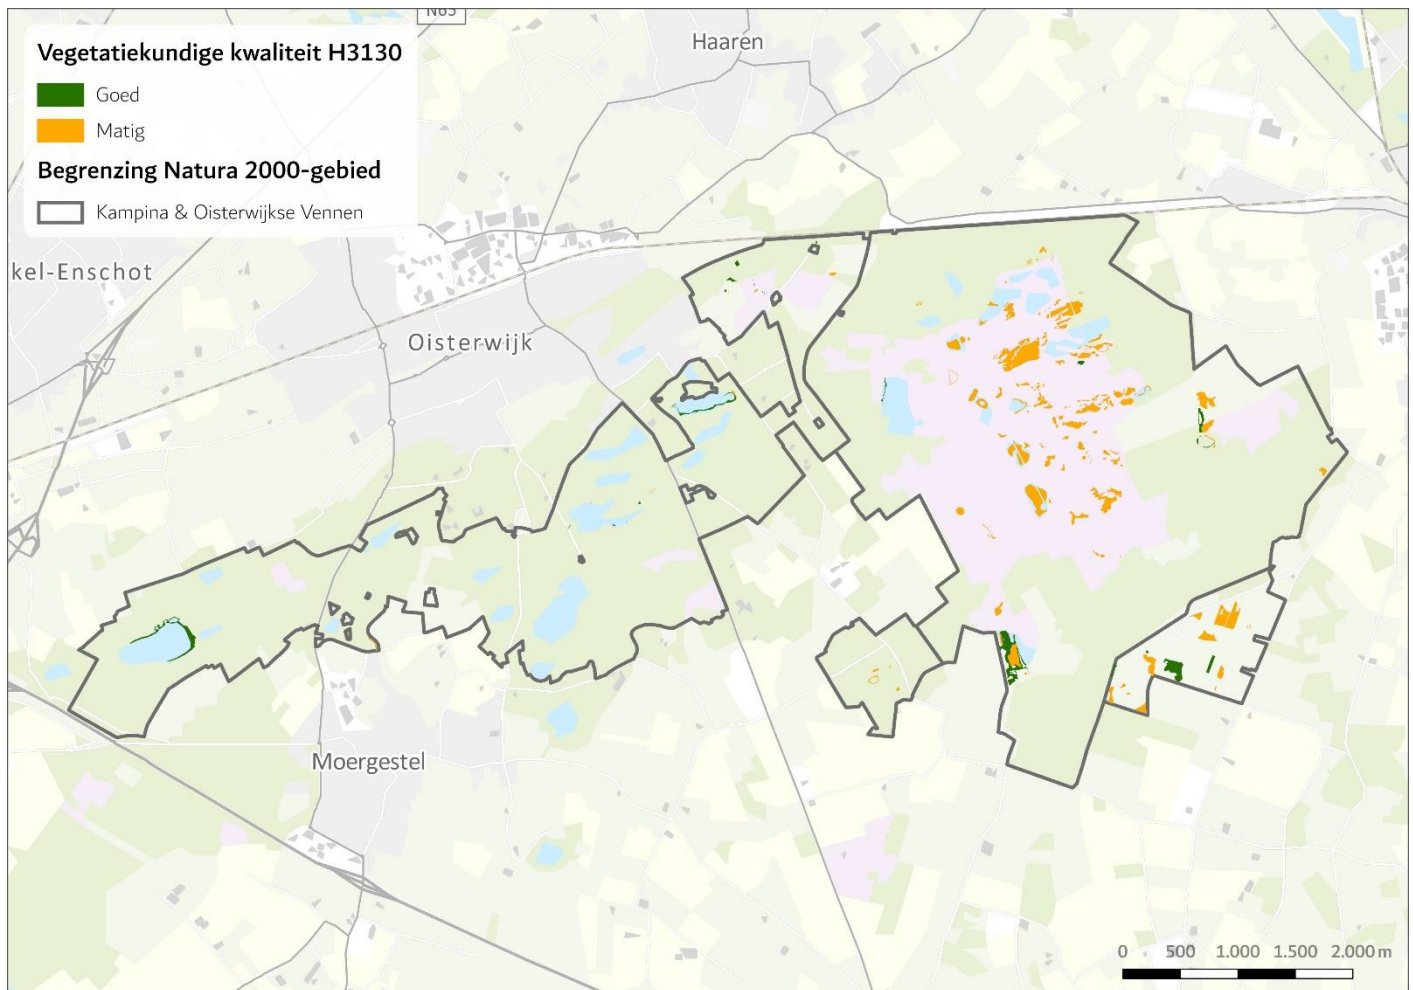 N65
Haaren
Vegetatiekundige kwaliteit H3130
Goed
Matig
Begrenzing Natura 2000-gebied
Kampina & Oisterwijkse Vennen
kel-Enschot
Oisterwijk
Moergestel
0 500 1.000 1.500 2.000 m